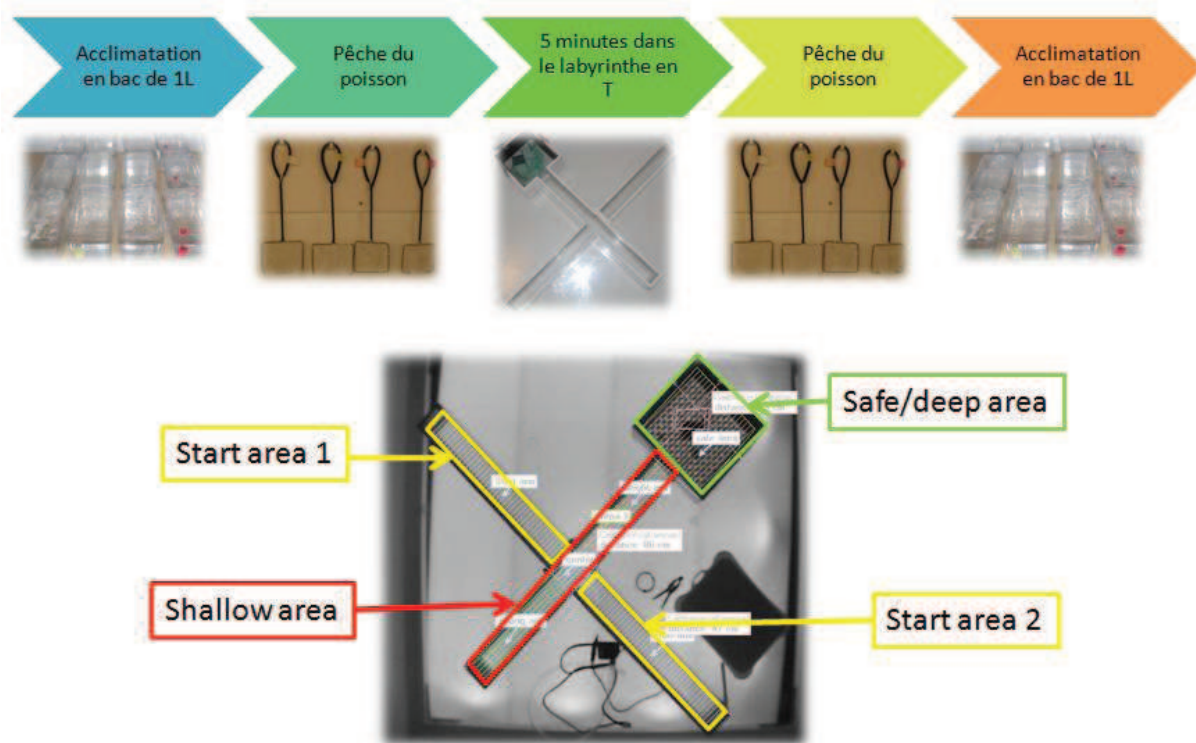 Acclimatation
en bac de 1L
Pêche du
poisson
5 minutes dans
le labyrinthe en
T
Pêche du
poisson
Acclimatation
en bac de 1L
Safe/deep area
Start area 1
Shallow area
Start area 2